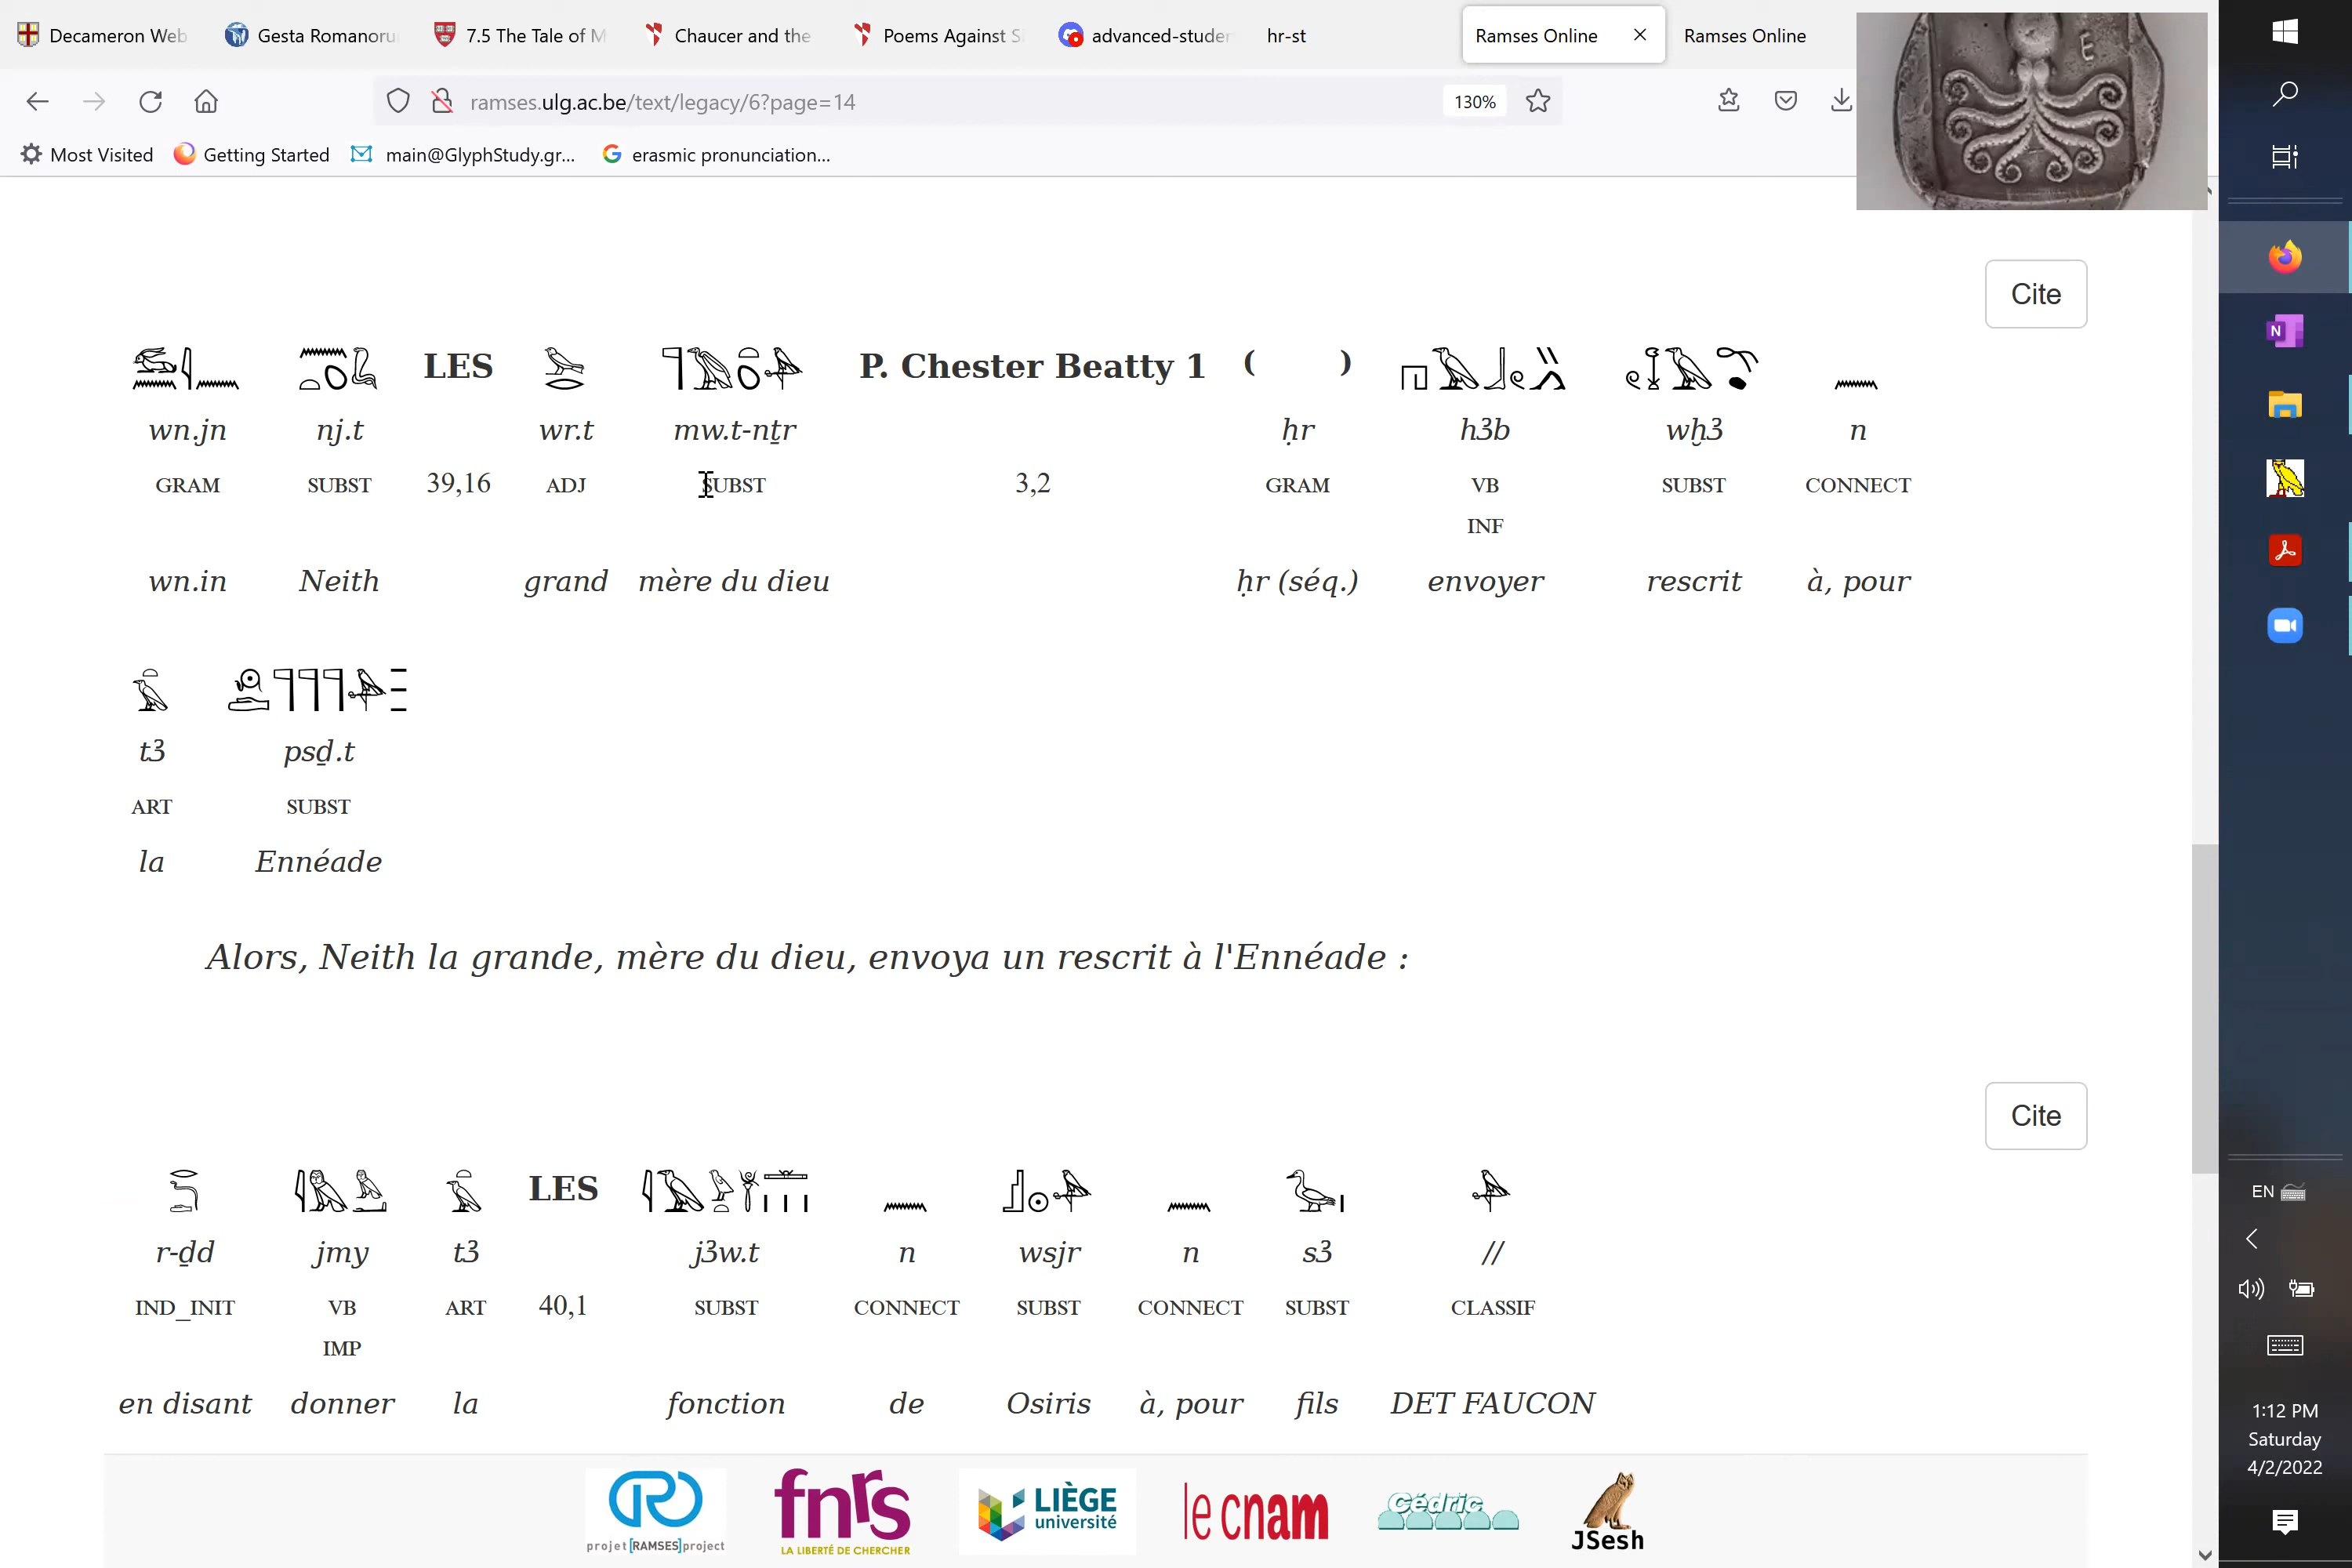 Decameron Web
Gesta Romanoru
7.5 The Tale of M
Chaucer and the
Poems Against S
advanced-studen
hr-st
Ramses Online
Ramses Online
ramses.ulg.ac.be/text/legacy/6?page=14
130%
Most Visited
Getting Started
main@GlyphStudy.gr...
erasmic pronunciation...
E
Cite
LES P. Chester Beatty 1 ( )
wn.jn nj.t wr.t mw.t-nṯr ḥr hꜣb wḫꜣ n
GRAM SUBST 39,16 ADJ SUBST 3,2 GRAM VB SUBST CONNECT
INF
wn.in Neith grand mère du dieu ḥr (séq.) envoyer rescrit à, pour
tꜣ psḏ.t
ART SUBST
la Ennéade
Alors, Neith la grande, mère du dieu, envoya un rescrit à l'Ennéade :
Cite
LES
r-ḏd jmy tꜣ jꜣw.t n wsjr n sꜣ //
IND_INIT VB ART 40,1 SUBST CONNECT SUBST CONNECT SUBST CLASSIF
IMP
en disant donner la fonction de Osiris à, pour fils DET FAUCON
projet [RAMSES] project
fnrs
LA LIBERTÉ DE CHERCHER
LIÈGE
université
le cnam
Cédric
JSesh
N
EN
1:12 PM
Saturday
4/2/2022